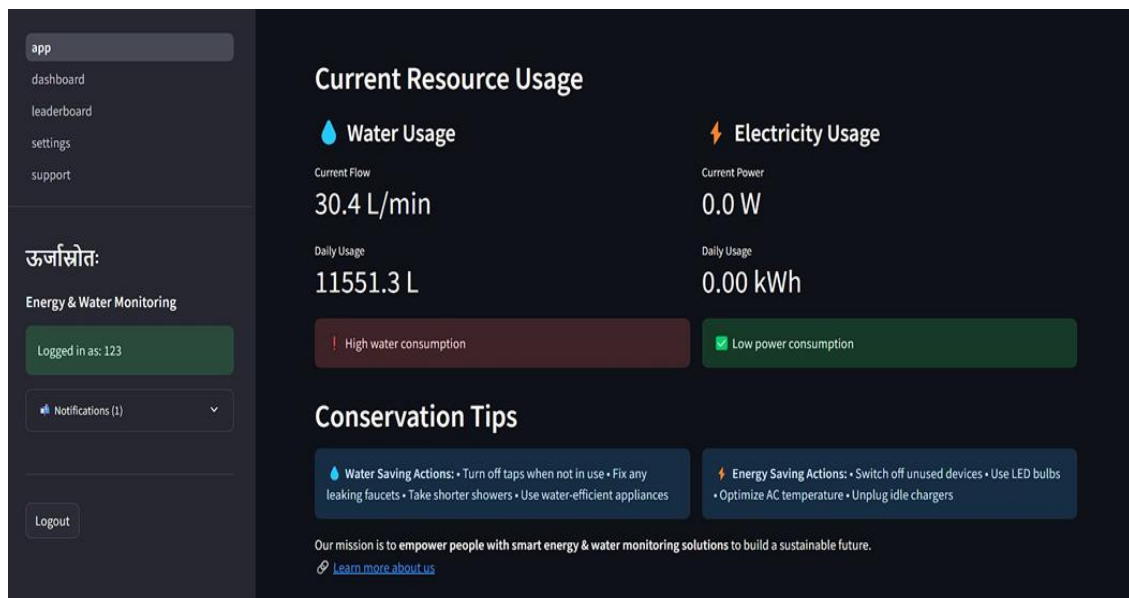 app
dashboard
leaderboard
settings
support
ऊर्जास्रोतः
Energy & Water Monitoring
Logged in as: 123
📬 Notifications (1)
Logout
Current Resource Usage
💧 Water Usage
Current Flow
30.4 L/min
Daily Usage
11551.3 L
❗ High water consumption
⚡ Electricity Usage
Current Power
0.0 W
Daily Usage
0.00 kWh
✅ Low power consumption
Conservation Tips
💧 Water Saving Actions: • Turn off taps when not in use • Fix any
leaking faucets • Take shorter showers • Use water-efficient appliances
⚡ Energy Saving Actions: • Switch off unused devices • Use LED bulbs
• Optimize AC temperature • Unplug idle chargers
Our mission is to empower people with smart energy & water monitoring solutions to build a sustainable future.
🔗 Learn more about us